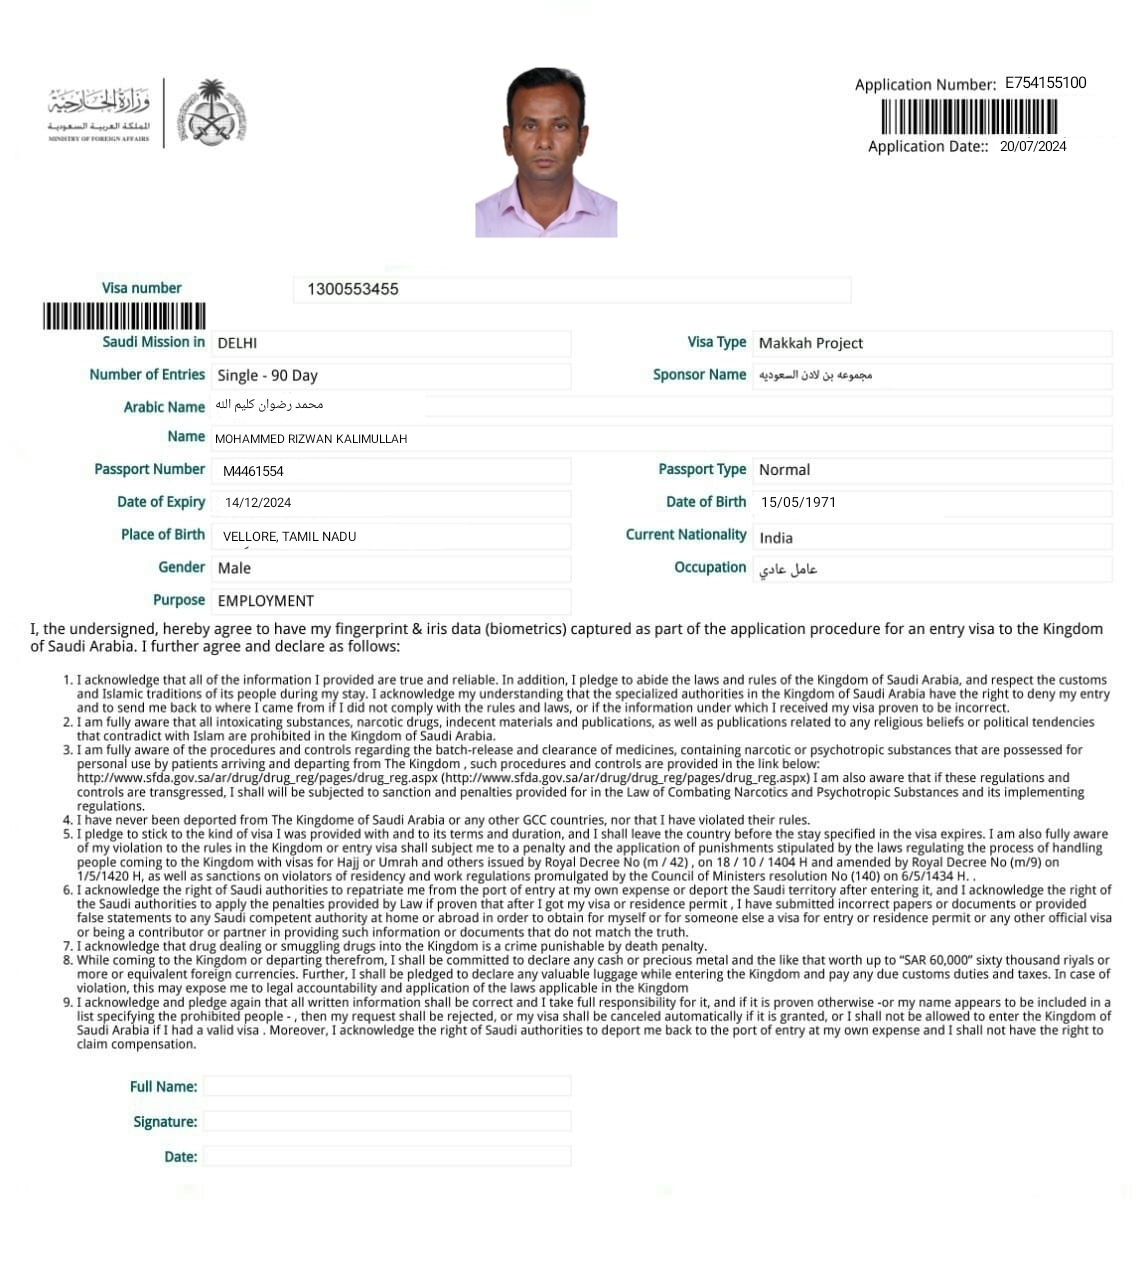 وزارة الخارجية
المملكة العربية السعودية
MINISTRY OF FOREIGN AFFAIRS
Application Number: E754155100
Application Date:: 20/07/2024
Visa number 1300553455
Saudi Mission in DELHI Visa Type Makkah Project
Number of Entries Single - 90 Day Sponsor Name مجموعه بن لادن السعوديه
Arabic Name محمد رضوان كليم الله
Name MOHAMMED RIZWAN KALIMULLAH
Passport Number M4461554 Passport Type Normal
Date of Expiry 14/12/2024 Date of Birth 15/05/1971
Place of Birth VELLORE, TAMIL NADU Current Nationality India
Gender Male Occupation عامل عادي
Purpose EMPLOYMENT
I, the undersigned, hereby agree to have my fingerprint & iris data (biometrics) captured as part of the application procedure for an entry visa to the Kingdom
of Saudi Arabia. I further agree and declare as follows:
1. I acknowledge that all of the information I provided are true and reliable. In addition, I pledge to abide the laws and rules of the Kingdom of Saudi Arabia, and respect the customs
and Islamic traditions of its people during my stay. I acknowledge my understanding that the specialized authorities in the Kingdom of Saudi Arabia have the right to deny my entry
and to send me back to where I came from if I did not comply with the rules and laws, or if the information under which I received my visa proven to be incorrect.
2. I am fully aware that all intoxicating substances, narcotic drugs, indecent materials and publications, as well as publications related to any religious beliefs or political tendencies
that contradict with Islam are prohibited in the Kingdom of Saudi Arabia.
3. I am fully aware of the procedures and controls regarding the batch-release and clearance of medicines, containing narcotic or psychotropic substances that are possessed for
personal use by patients arriving and departing from The Kingdom , such procedures and controls are provided in the link below:
http://www.sfda.gov.sa/ar/drug/drug_reg/pages/drug_reg.aspx (http://www.sfda.gov.sa/ar/drug/drug_reg/pages/drug_reg.aspx) I am also aware that if these regulations and
controls are transgressed, I shall will be subjected to sanction and penalties provided for in the Law of Combating Narcotics and Psychotropic Substances and its implementing
regulations.
4. I have never been deported from The Kingdome of Saudi Arabia or any other GCC countries, nor that I have violated their rules.
5. I pledge to stick to the kind of visa I was provided with and to its terms and duration, and I shall leave the country before the stay specified in the visa expires. I am also fully aware
of my violation to the rules in the Kingdom or entry visa shall subject me to a penalty and the application of punishments stipulated by the laws regulating the process of handling
people coming to the Kingdom with visas for Hajj or Umrah and others issued by Royal Decree No (m / 42) , on 18 / 10 / 1404 H and amended by Royal Decree No (m/9) on
1/5/1420 H, as well as sanctions on violators of residency and work regulations promulgated by the Council of Ministers resolution No (140) on 6/5/1434 H. .
6. I acknowledge the right of Saudi authorities to repatriate me from the port of entry at my own expense or deport the Saudi territory after entering it, and I acknowledge the right of
the Saudi authorities to apply the penalties provided by Law if proven that after I got my visa or residence permit , I have submitted incorrect papers or documents or provided
false statements to any Saudi competent authority at home or abroad in order to obtain for myself or for someone else a visa for entry or residence permit or any other official visa
or being a contributor or partner in providing such information or documents that do not match the truth.
7. I acknowledge that drug dealing or smuggling drugs into the Kingdom is a crime punishable by death penalty.
8. While coming to the Kingdom or departing therefrom, I shall be committed to declare any cash or precious metal and the like that worth up to “SAR 60,000” sixty thousand riyals or
more or equivalent foreign currencies. Further, I shall be pledged to declare any valuable luggage while entering the Kingdom and pay any due customs duties and taxes. In case of
violation, this may expose me to legal accountability and application of the laws applicable in the Kingdom
9. I acknowledge and pledge again that all written information shall be correct and I take full responsibility for it, and if it is proven otherwise -or my name appears to be included in a
list specifying the prohibited people - , then my request shall be rejected, or my visa shall be canceled automatically if it is granted, or I shall not be allowed to enter the Kingdom of
Saudi Arabia if I had a valid visa . Moreover, I acknowledge the right of Saudi authorities to deport me back to the port of entry at my own expense and I shall not have the right to
claim compensation.
Full Name:
Signature:
Date: